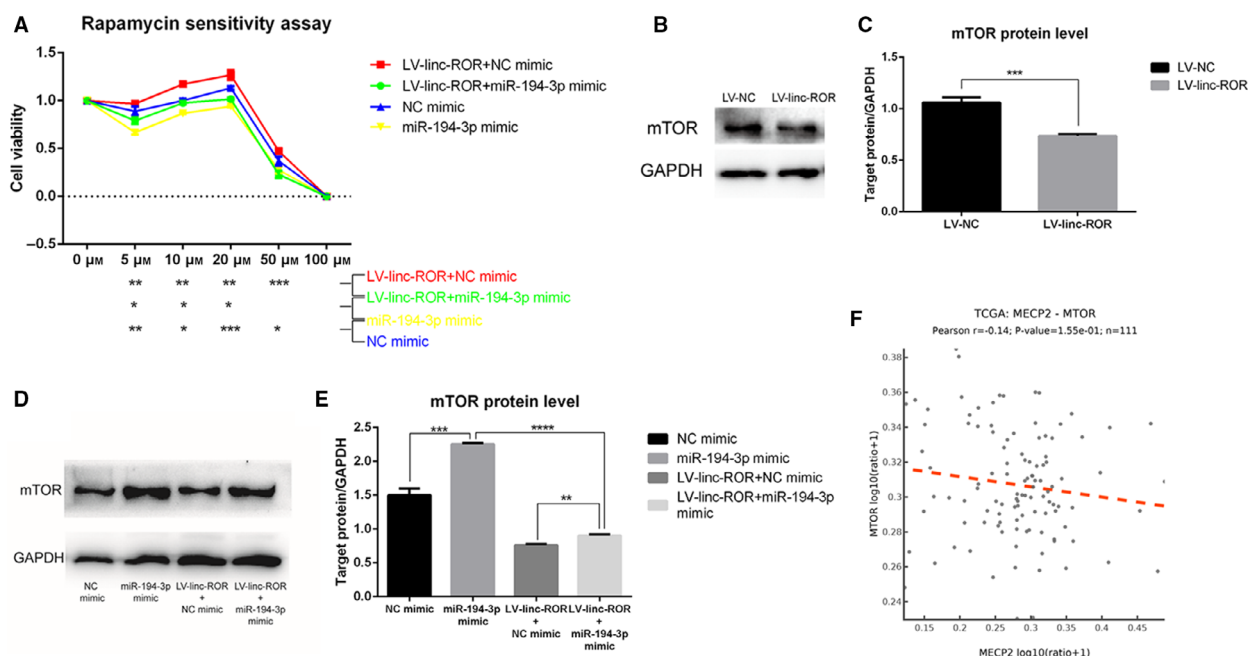 A
Rapamycin sensitivity assay
1.5
1.0
0.5
0.0
–0.5
Cell viability
0 μM
5 μM
10 μM
20 μM
50 μM
100 μM
LV-linc-ROR+NC mimic
LV-linc-ROR+miR-194-3p mimic
NC mimic
miR-194-3p mimic
** ** ** *** LV-linc-ROR+NC mimic
LV-linc-ROR+miR-194-3p mimic
* * *
miR-194-3p mimic
** * *** *
NC mimic
B
LV-NC LV-linc-ROR
mTOR
GAPDH
C
mTOR protein level
Target protein/GAPDH
1.5
1.0
0.5
0.0
***
LV-NC
LV-linc-ROR
LV-NC
LV-linc-ROR
D
mTOR
GAPDH
NC
mimic
miR-194-3p
mimic
LV-linc-ROR
+
NC mimic
LV-linc-ROR
+
miR-194-3p mimic
E
mTOR protein level
Target protein/GAPDH
2.5
2.0
1.5
1.0
0.5
0.0
***
****
**
NC mimic
miR-194-3p
mimic
LV-linc-ROR
+
NC mimic
LV-linc-ROR
+
miR-194-3p mimic
NC mimic
miR-194-3p mimic
LV-linc-ROR+NC mimic
LV-linc-ROR+miR-194-3p
mimic
F
TCGA: MECP2 - MTOR
Pearson r=-0.14; P-value=1.55e-01; n=111
MTOR log10(ratio+1)
0.38
0.36
0.34
0.32
0.3
0.28
0.26
0.24
0.15 0.2 0.25 0.3 0.35 0.4 0.45
MECP2 log10(ratio+1)